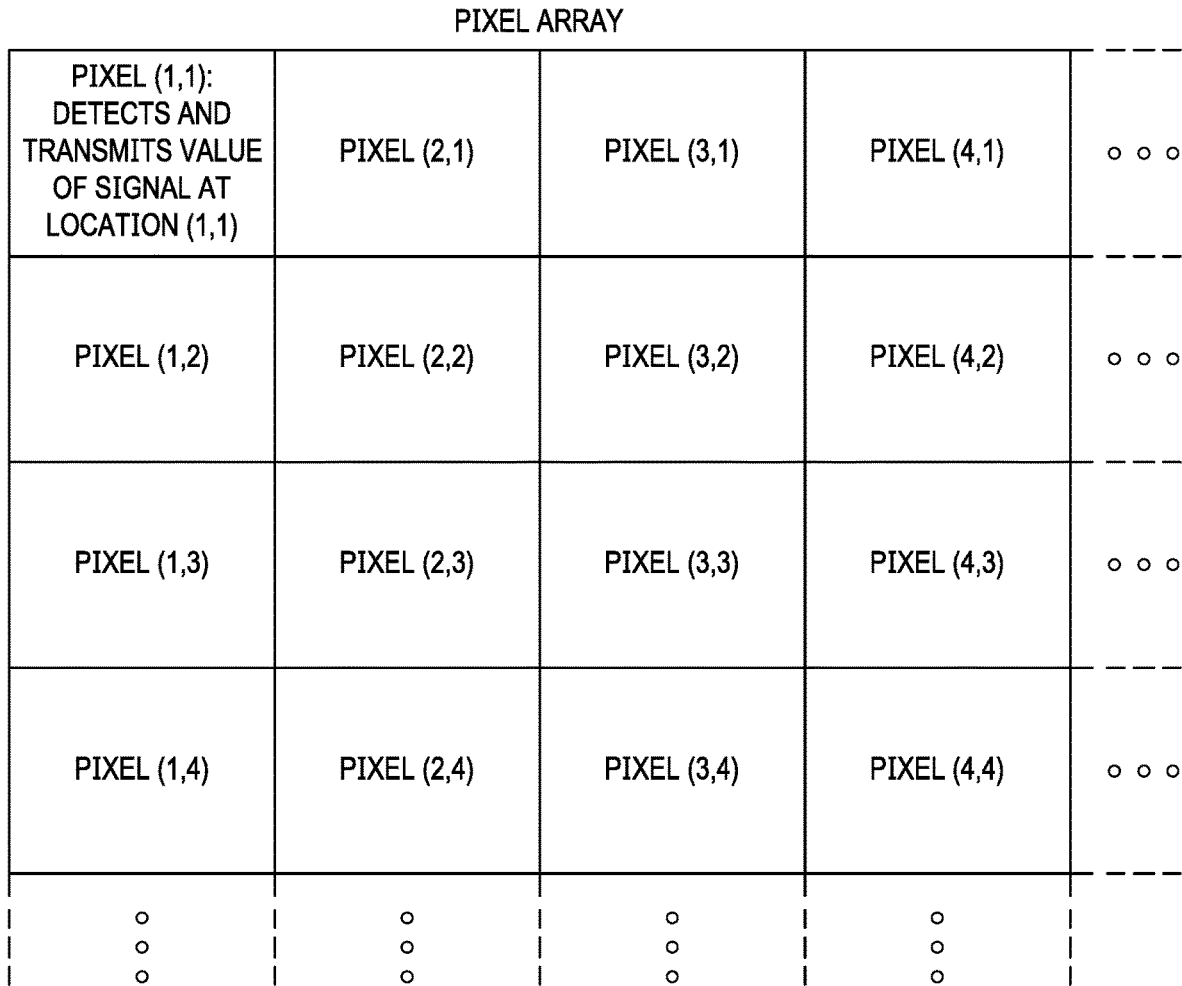 PIXEL ARRAY
PIXEL (1,1):
DETECTS AND
TRANSMITS VALUE
OF SIGNAL AT
LOCATION (1,1)
PIXEL (2,1)
PIXEL (3,1)
PIXEL (4,1)
PIXEL (1,2)
PIXEL (2,2)
PIXEL (3,2)
PIXEL (4,2)
PIXEL (1,3)
PIXEL (2,3)
PIXEL (3,3)
PIXEL (4,3)
PIXEL (1,4)
PIXEL (2,4)
PIXEL (3,4)
PIXEL (4,4)